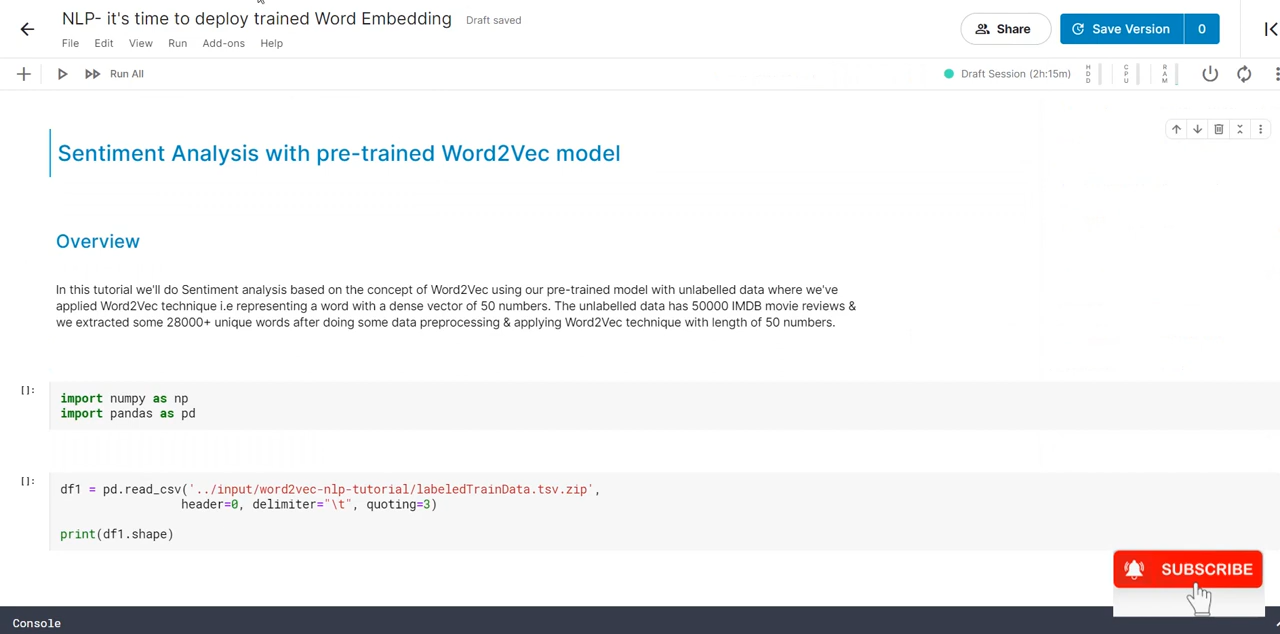 NLP- it's time to deploy trained Word Embedding Draft saved
File Edit View Run Add-ons Help
Share
Save Version 0
Run All
Draft Session (2h:15m)
HDD
CPU
RAM
Sentiment Analysis with pre-trained Word2Vec model
Overview
In this tutorial we'll do Sentiment analysis based on the concept of Word2Vec using our pre-trained model with unlabelled data where we've
applied Word2Vec technique i.e representing a word with a dense vector of 50 numbers. The unlabelled data has 50000 IMDB movie reviews &
we extracted some 28000+ unique words after doing some data preprocessing & applying Word2Vec technique with length of 50 numbers.
[]:
import numpy as np
import pandas as pd
[]:
df1 = pd.read_csv('../input/word2vec-nlp-tutorial/labeledTrainData.tsv.zip',
header=0, delimiter="\t", quoting=3)
print(df1.shape)
SUBSCRIBE
Console